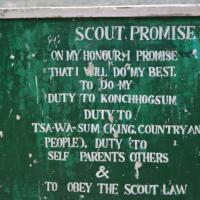 SCOUT PROMISE
ON MY HONOUR, I PROMISE
THAT I WILL DO MY BEST,
TO DO MY
DUTY TO KONCHHOGSUM
DUTY TO
TSA-WA-SUM (KING, COUNTRY AN
PEOPLE), DUTY TO
SELF PARENTS OTHERS
&
TO OBEY THE SCOUT LAW